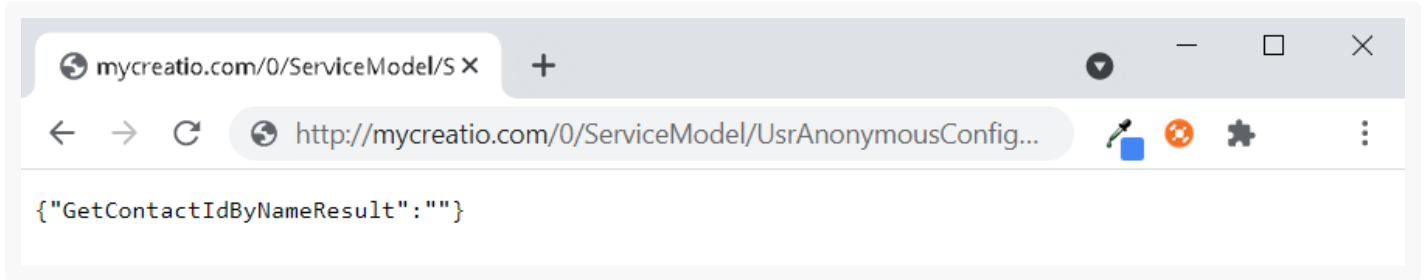 mycreatio.com/0/ServiceModel/S
http://mycreatio.com/0/ServiceModel/UsrAnonymousConfig...
{"GetContactIdByNameResult":""}